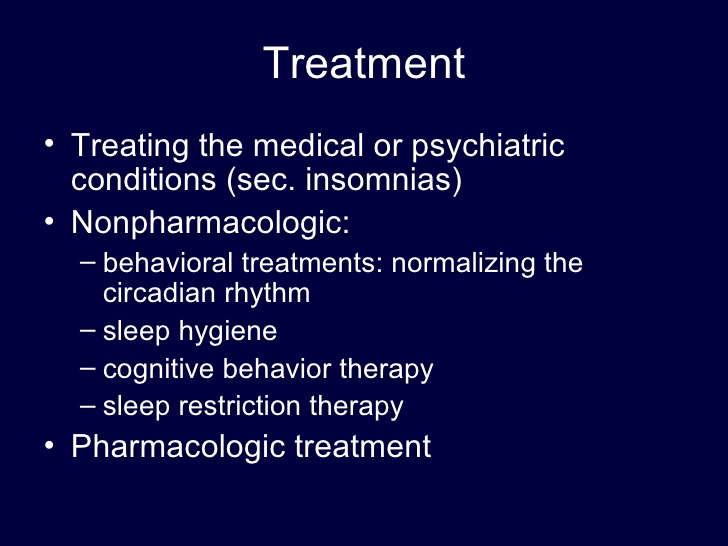 Treatment
• Treating the medical or psychiatric
conditions (sec. insomnias)
• Nonpharmacologic:
– behavioral treatments: normalizing the
circadian rhythm
– sleep hygiene
– cognitive behavior therapy
– sleep restriction therapy
• Pharmacologic treatment